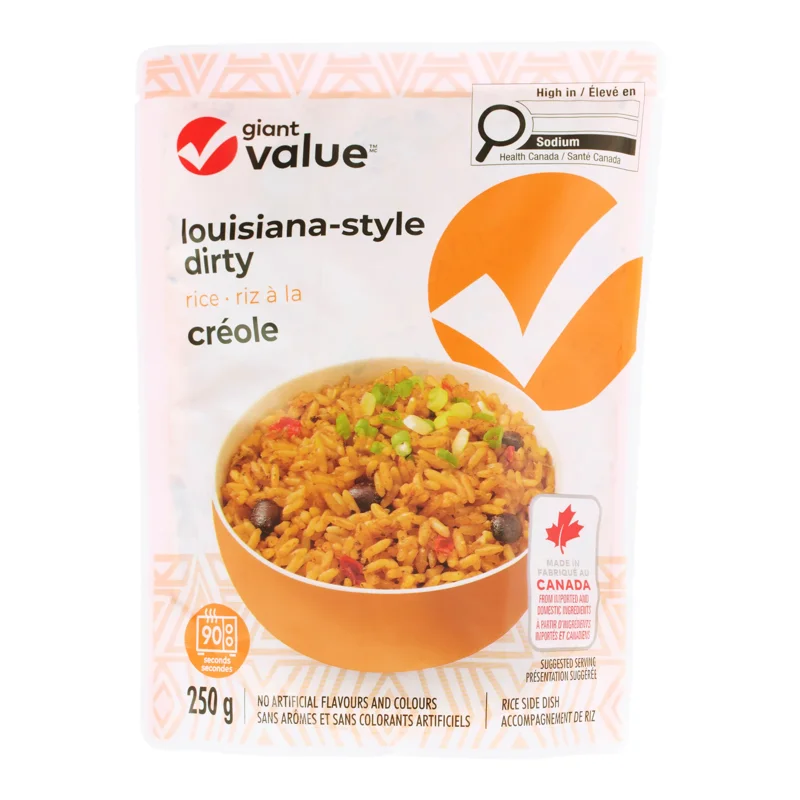 High in / Élevé en
Sodium
Health Canada / Santé Canada
giant
value™ MC
louisiana-style
dirty
rice · riz à la
créole
MADE IN
FABRIQUÉ AU
CANADA
FROM IMPORTED AND
DOMESTIC INGREDIENTS
À PARTIR D'INGRÉDIENTS
IMPORTÉS ET CANADIENS
90
seconds
secondes
SUGGESTED SERVING
PRÉSENTATION SUGGÉRÉE
250 g
NO ARTIFICIAL FLAVOURS AND COLOURS
SANS ARÔMES ET SANS COLORANTS ARTIFICIELS
RICE SIDE DISH
ACCOMPAGNEMENT DE RIZ